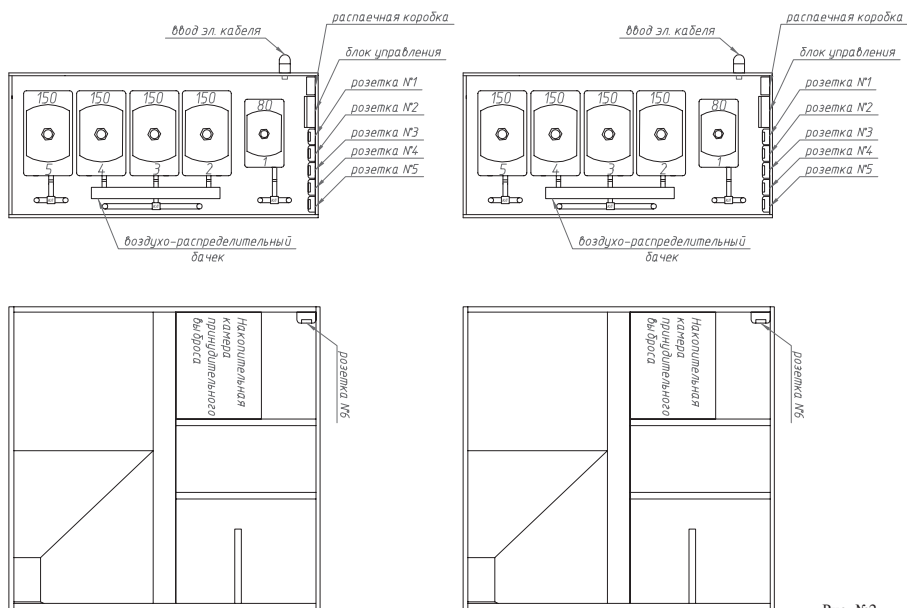 распаечная коробка
ввод эл. кабеля
блок управления
розетка №1
розетка №2
розетка №3
розетка №4
розетка №5
150 150 150 150 80
5 4 3 2 1
воздухо-распределительный
бачек
распаечная коробка
ввод эл. кабеля
блок управления
розетка №1
розетка №2
розетка №3
розетка №4
розетка №5
150 150 150 150 80
5 4 3 2 1
воздухо-распределительный
бачек
Накопительная
камера
принудительного
выброса
розетка №6
Накопительная
камера
принудительного
выброса
розетка №6